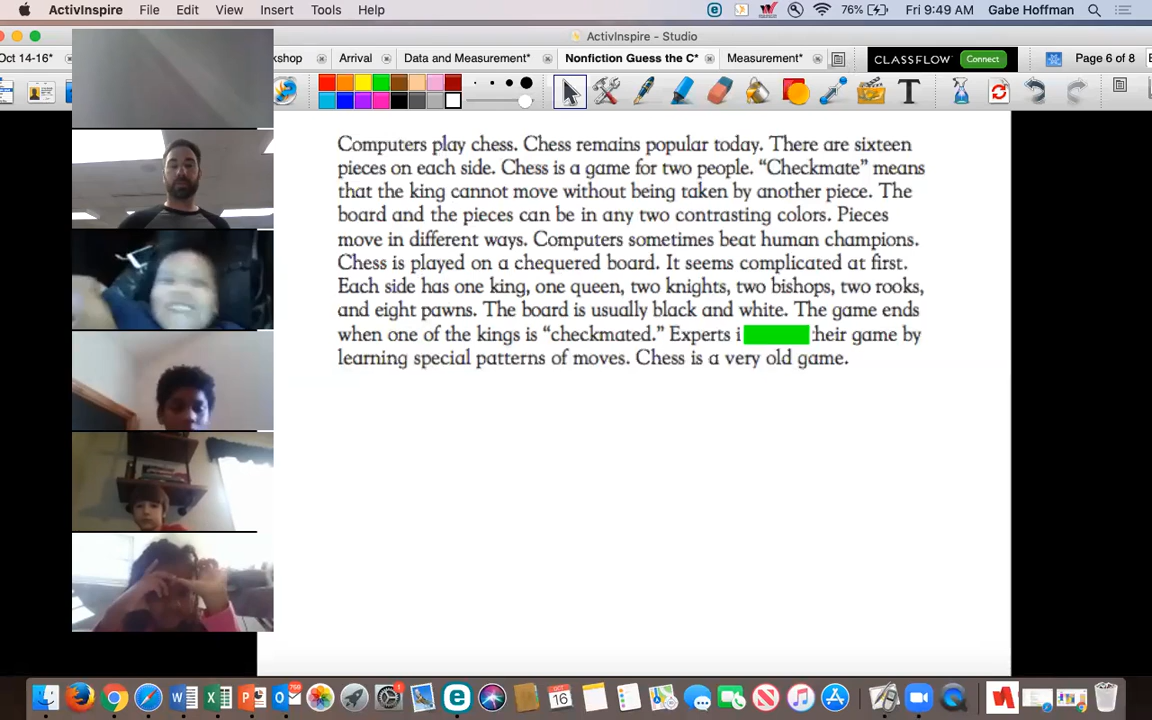 ActivInspire File Edit View Insert Tools Help 76% Fri 9:49 AM Gabe Hoffman
ActivInspire - Studio
Oct 14-16* kshop Arrival Data and Measurement* Nonfiction Guess the C* Measurement* CLASSFLOW Connect Page 6 of 8
Computers play chess. Chess remains popular today. There are sixteen
pieces on each side. Chess is a game for two people. “Checkmate” means
that the king cannot move without being taken by another piece. The
board and the pieces can be in any two contrasting colors. Pieces
move in different ways. Computers sometimes beat human champions.
Chess is played on a chequered board. It seems complicated at first.
Each side has one king, one queen, two knights, two bishops, two rooks,
and eight pawns. The board is usually black and white. The game ends
when one of the kings is “checkmated.” Experts i heir game by
learning special patterns of moves. Chess is a very old game.